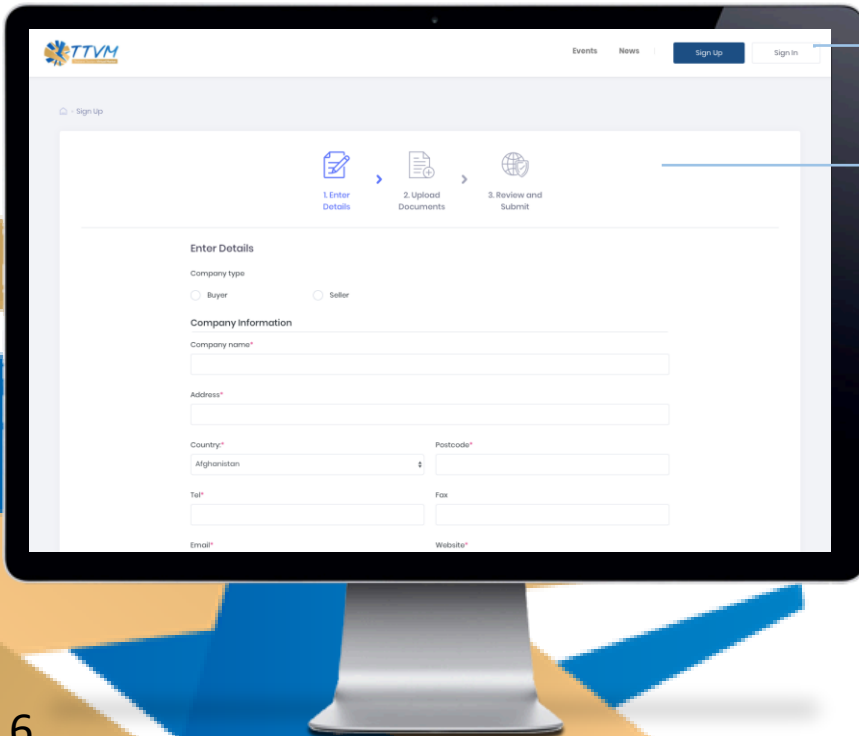 TTVM
Events News Sign Up Sign In
- Sign Up
1. Enter Details
2. Upload Documents
3. Review and Submit
Enter Details
Company type
Buyer Seller
Company Information
Company name*
Address*
Country:* Postcode*
Afghanistan
Tel* Fax
Email* Website*
6